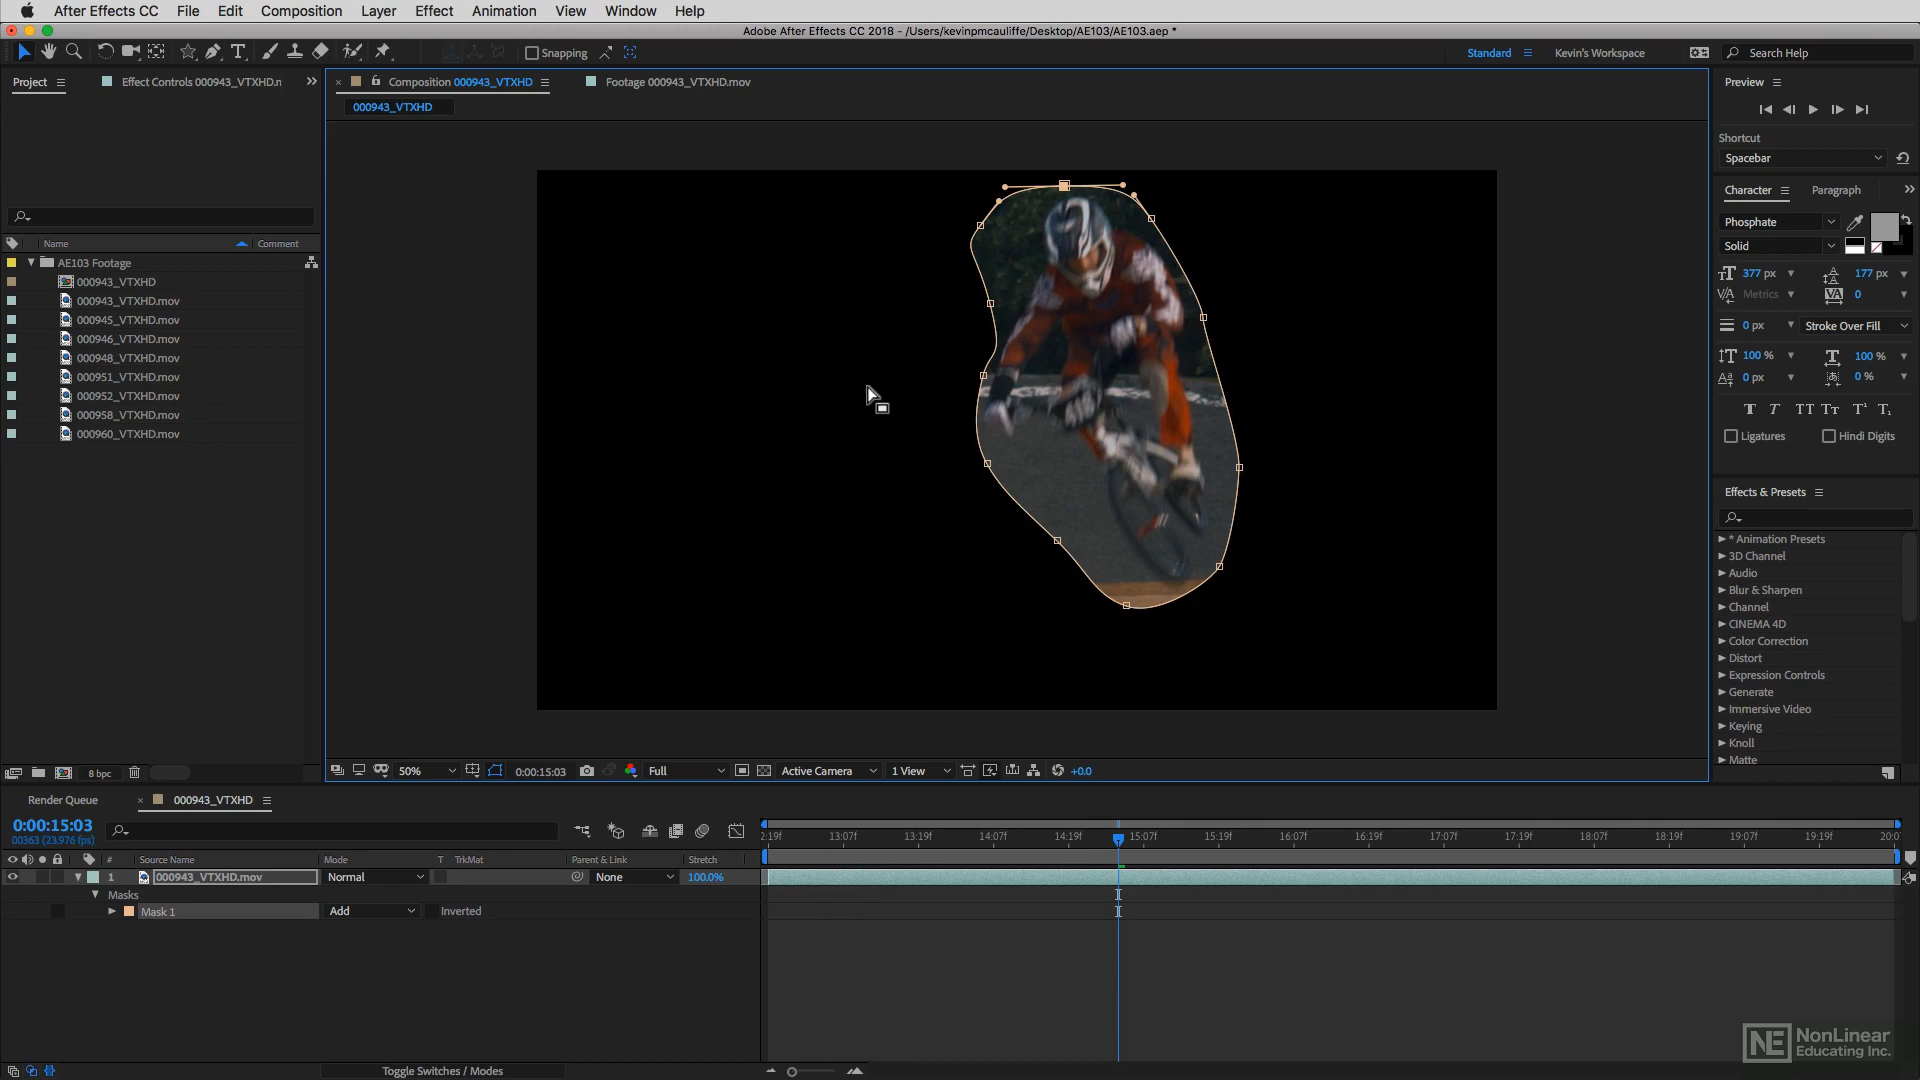 After Effects CC File Edit Composition Layer Effect Animation View Window Help
Adobe After Effects CC 2018 - /Users/kevinpmcauliffe/Desktop/AE103/AE103.aep *
Snapping Standard Kevin's Workspace Search Help
Project Effect Controls 000943_VTXHD.n Composition 000943_VTXHD Footage 000943_VTXHD.mov
000943_VTXHD
Name Comment
AE103 Footage
000943_VTXHD
000943_VTXHD.mov
000945_VTXHD.mov
000946_VTXHD.mov
000948_VTXHD.mov
000951_VTXHD.mov
000952_VTXHD.mov
000958_VTXHD.mov
000960_VTXHD.mov
8 bpc
50% 0:00:15:03 Full Active Camera 1 View +0.0
Preview
Shortcut
Spacebar
Character Paragraph
Phosphate
Solid
377 px 177 px
Metrics 0
0 px Stroke Over Fill
100 % 100 %
0 px 0 %
T T TT Tt T¹ T₁
Ligatures Hindi Digits
Effects & Presets
* Animation Presets
3D Channel
Audio
Blur & Sharpen
Channel
CINEMA 4D
Color Correction
Distort
Expression Controls
Generate
Immersive Video
Keying
Knoll
Matte
Render Queue 000943_VTXHD
0:00:15:03
00363 (23.976 fps)
2:19f 13:07f 13:19f 14:07f 14:19f 15:07f 15:19f 16:07f 16:19f 17:07f 17:19f 18:07f 18:19f 19:07f 19:19f 20:0
# Source Name Mode T TrkMat Parent & Link Stretch
1 000943_VTXHD.mov Normal None 100.0%
Masks
Mask 1 Add Inverted
Toggle Switches / Modes
NE NonLinear
Educating Inc.